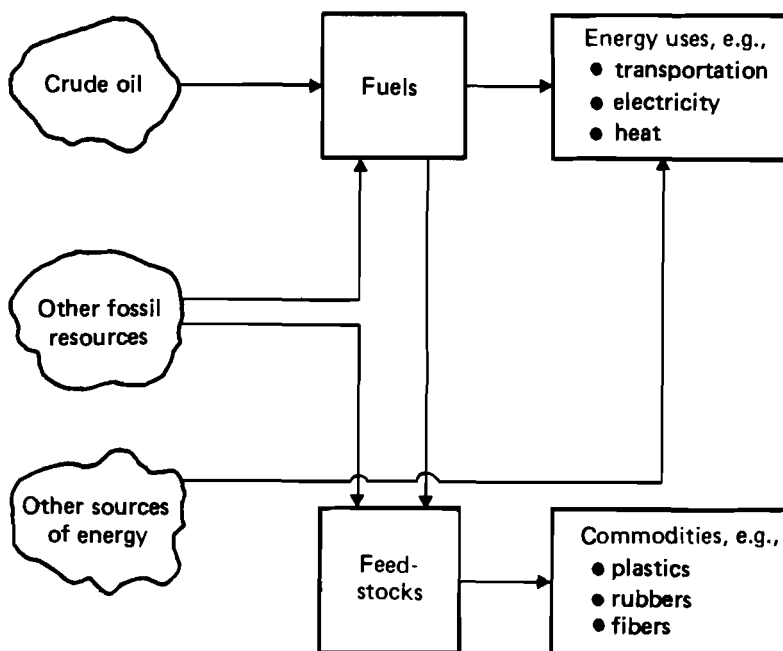 Crude oil
Fuels
Energy uses, e.g.,
● transportation
● electricity
● heat
Other fossil
resources
Other sources
of energy
Feed-
stocks
Commodities, e.g.,
● plastics
● rubbers
● fibers